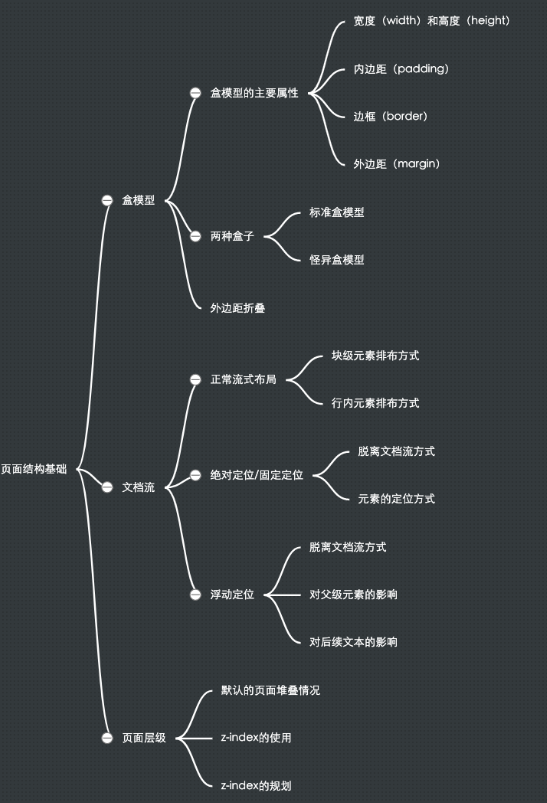 宽度（width）和高度（height）
内边距（padding）
盒模型的主要属性
边框（border）
外边距（margin）
盒模型
标准盒模型
两种盒子
怪异盒模型
外边距折叠
块级元素排布方式
正常流式布局
行内元素排布方式
脱离文档流方式
页面结构基础
绝对定位/固定定位
文档流
元素的定位方式
脱离文档流方式
浮动定位
对父级元素的影响
对后续文本的影响
默认的页面堆叠情况
页面层级
z-index的使用
z-index的规划